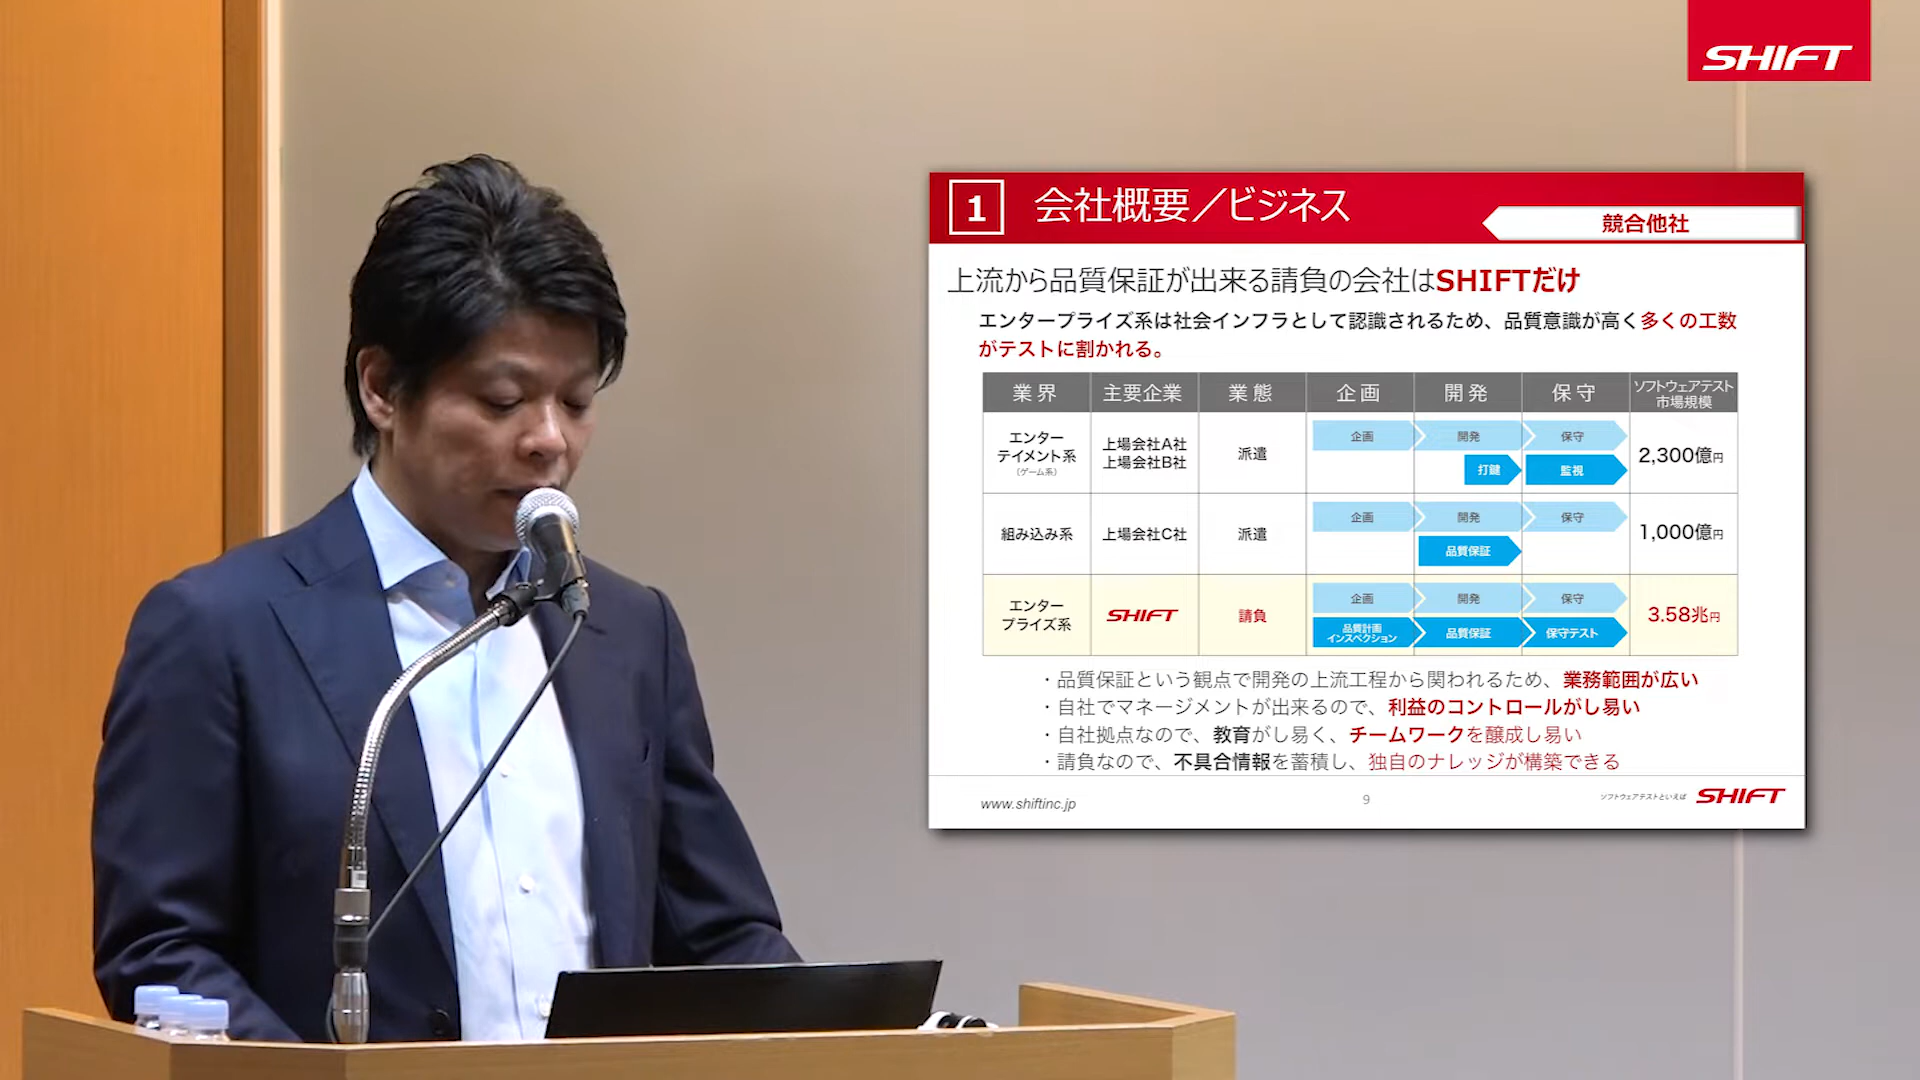 SHIFT
1 会社概要／ビジネス
競合他社
上流から品質保証が出来る請負の会社はSHIFTだけ
エンタープライズ系は社会インフラとして認識されるため、品質意識が高く多くの工数
がテストに割かれる。
業界 主要企業 業態 企画 開発 保守 ソフトウェアテスト
市場規模
エンター
テイメント系
(ゲーム系)
上場会社A社
上場会社B社
派遣
企画 開発 保守
打鍵 監視
2,300億円
組み込み系 上場会社C社 派遣
企画 開発 保守
品質保証
1,000億円
エンター
プライズ系
SHIFT
請負
企画 開発 保守
品質計画
インスペクション
品質保証 保守テスト
3.58兆円
・品質保証という観点で開発の上流工程から関われるため、業務範囲が広い
・自社でマネージメントが出来るので、利益のコントロールがし易い
・自社拠点なので、教育がし易く、チームワークを醸成し易い
・請負なので、不具合情報を蓄積し、独自のナレッジが構築できる
www.shiftinc.jp
9
ソフトウェアテストといえば SHIFT